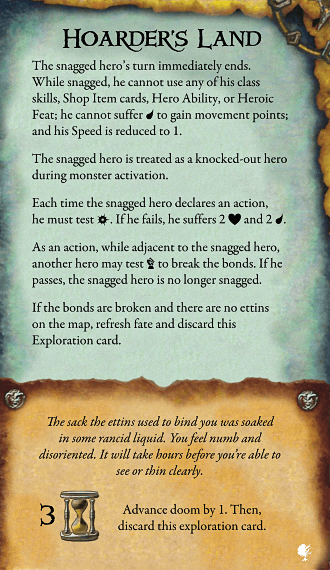 Hoarder's Land
The snagged hero's turn immediately ends.
While snagged, he cannot use any of his class
skills, Shop Item cards, Hero Ability, or Heroic
Feat; he cannot suffer to gain movement points;
and his Speed is reduced to 1.
The snagged hero is treated as a knocked-out hero
during monster activation.
Each time the snagged hero declares an action,
he must test . If he fails, he suffers 2 and 2 .
As an action, while adjacent to the snagged hero,
another hero may test to break the bonds. If he
passes, the snagged hero is no longer snagged.
If the bonds are broken and there are no ettins
on the map, refresh fate and discard this
Exploration card.
The sack the ettins used to bind you was soaked
in some rancid liquid. You feel numb and
disoriented. It will take hours before you're able to
see or thin clearly.
3
Advance doom by 1. Then,
discard this exploration card.